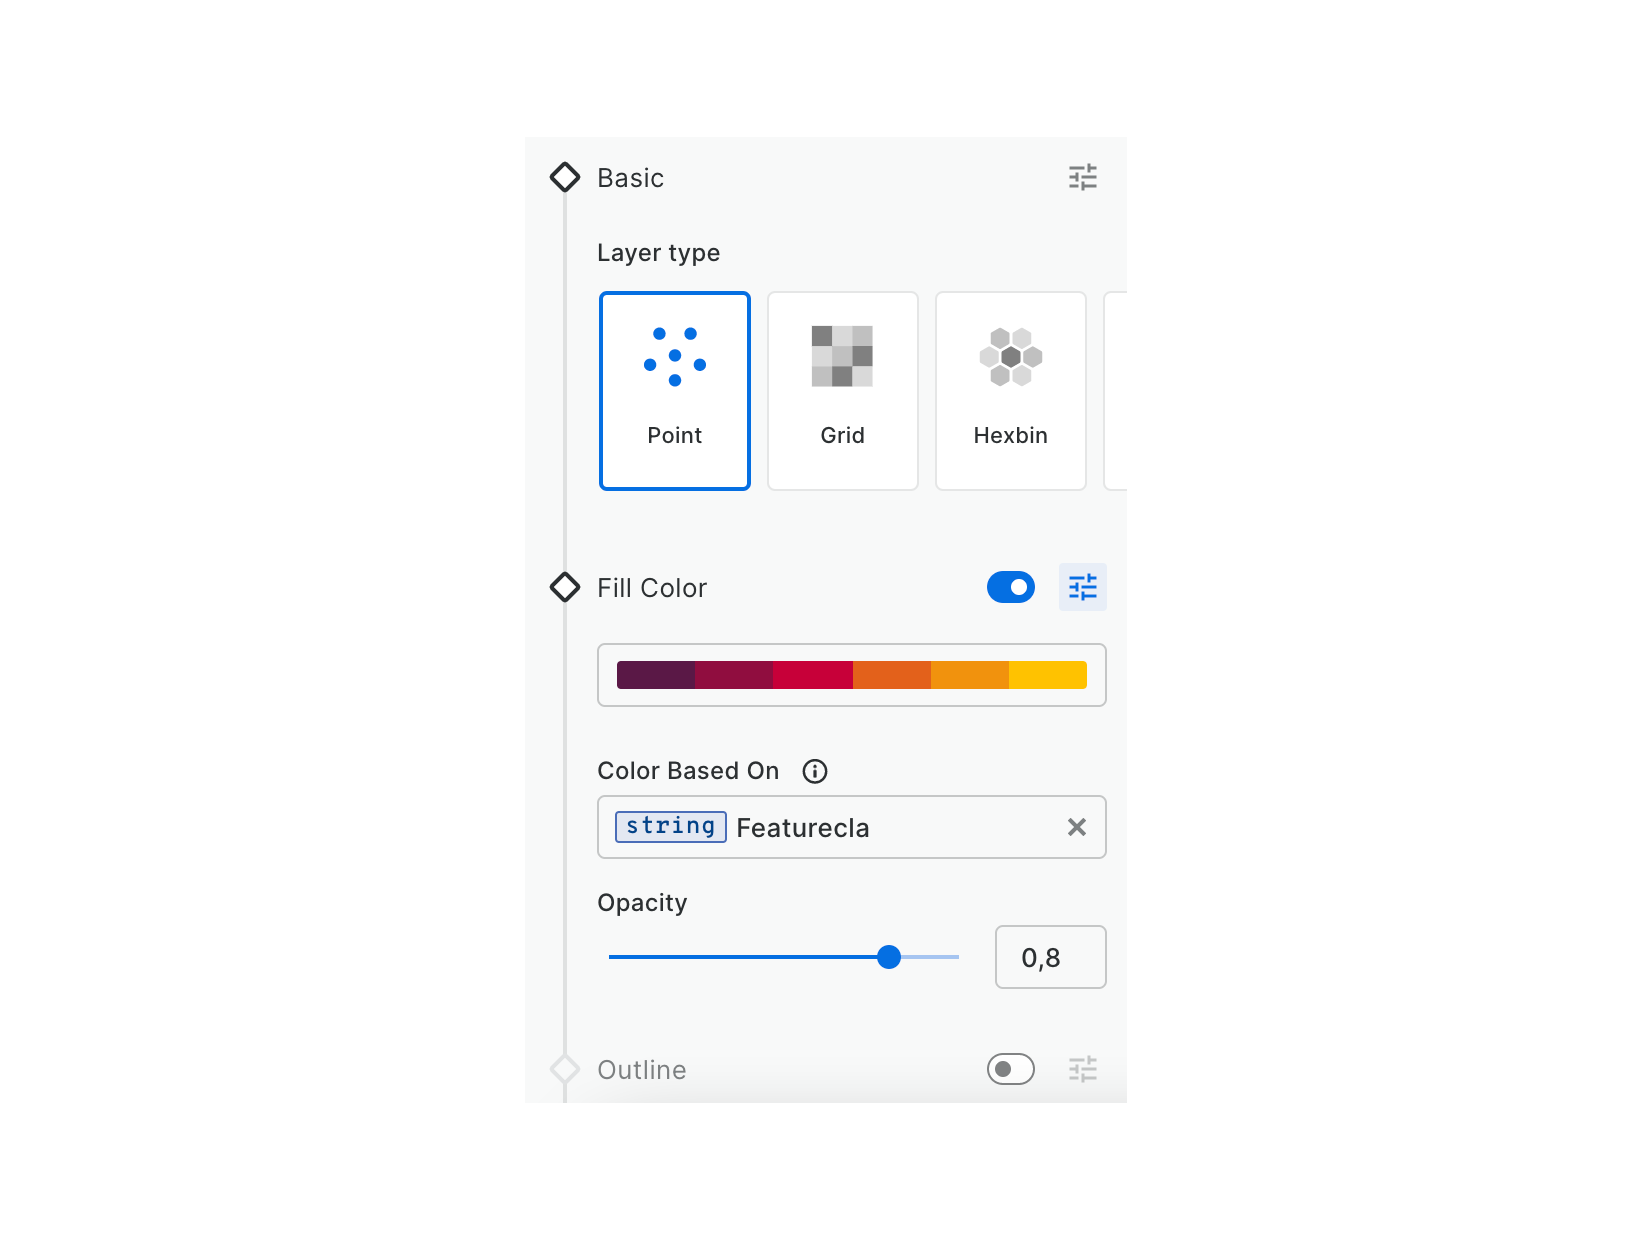 Basic
Layer type
Point Grid Hexbin
Fill Color
Color Based On
string Featurecla
Opacity
0,8
Outline